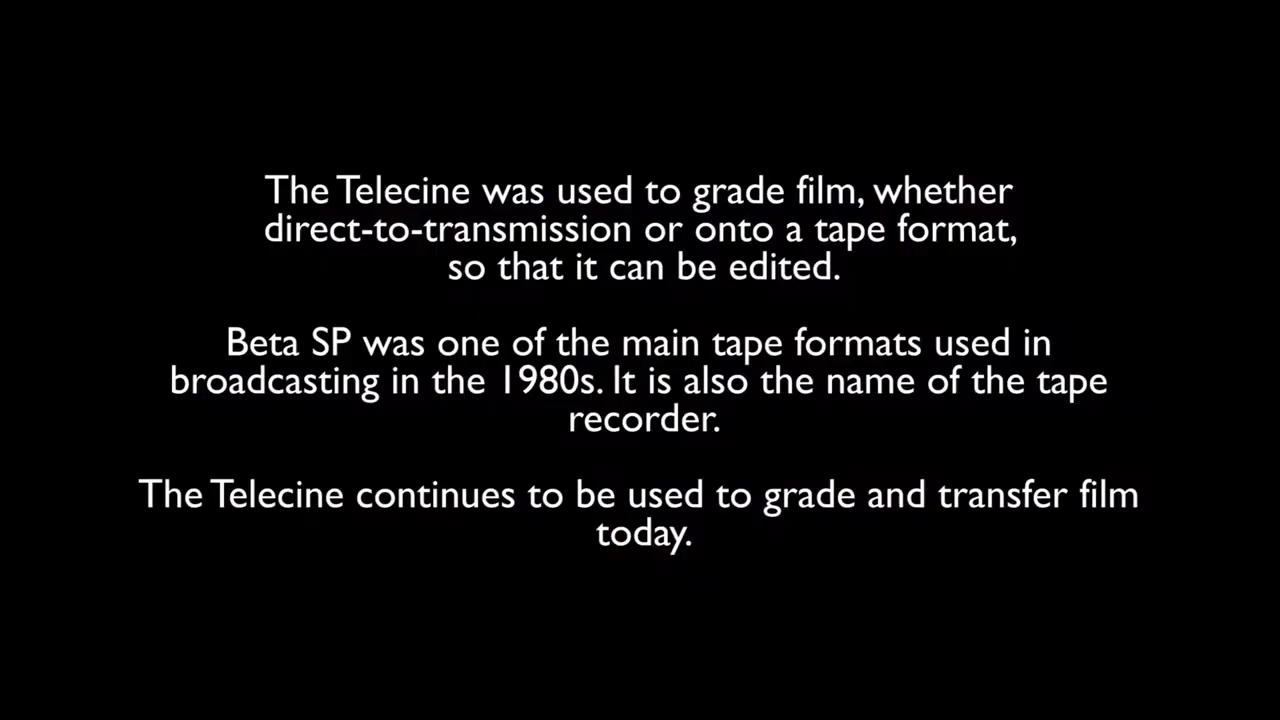 The Telecine was used to grade film, whether
direct-to-transmission or onto a tape format,
so that it can be edited.
Beta SP was one of the main tape formats used in
broadcasting in the 1980s. It is also the name of the tape
recorder.
The Telecine continues to be used to grade and transfer film
today.